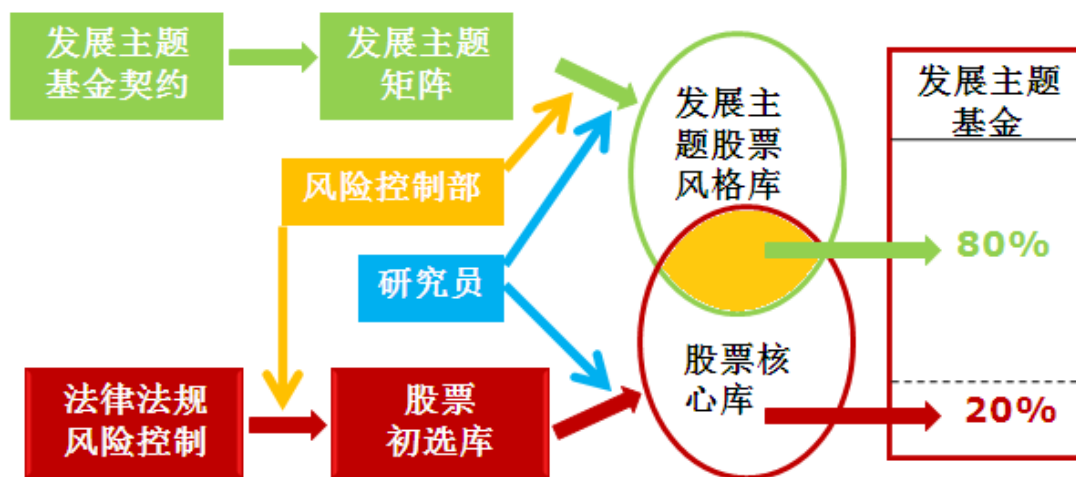 发展主题
基金契约
发展主题
矩阵
发展主
题股票
风格库
发展主题
基金
风险控制部
80%
研究员
股票核
心库
法律法规
风险控制
股票
初选库
20%